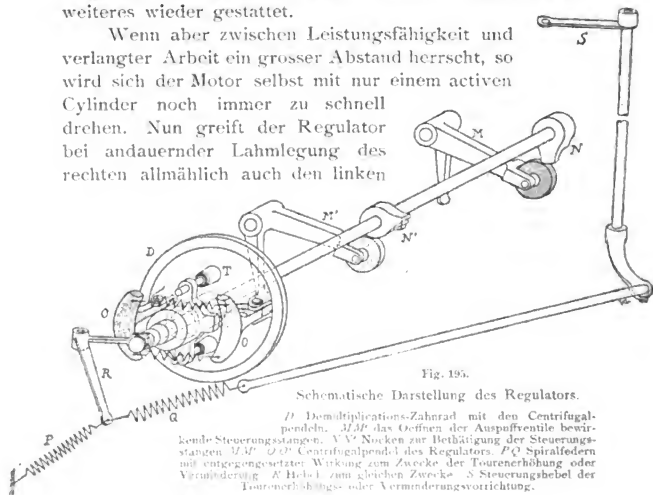 weiteres wieder gestattet.
Wenn aber zwischen Leistungsfähigkeit und
verlangter Arbeit ein grosser Abstand herrscht, so
wird sich der Motor selbst mit nur einem activen
Cylinder noch immer zu schnell
drehen. Nun greift der Regulator
bei andauernder Lahmlegung des
rechten allmählich auch den linken
S
M
N
M'
N'
D
T
O
O
R
Q
P
Fig. 195.
Schematische Darstellung des Regulators.
D Demultiplications-Zahnrad mit den Centrifugal-
pendeln. MM' das Oeffnen der Auspuffventile bewir-
kende Steuerungsstangen. NN' Nocken zur Bethätigung der Steuerungs-
stangen MM' OO' Centrifugalpendel des Regulators. PQ Spiralfedern
mit entgegengesetzter Wirkung zum Zwecke der Tourenerhöhung oder
Verminderung R Hebel zum gleichen Zwecke S Steuerungshebel der
Tourenerhöhungs- oder Verminderungsvorrichtung.